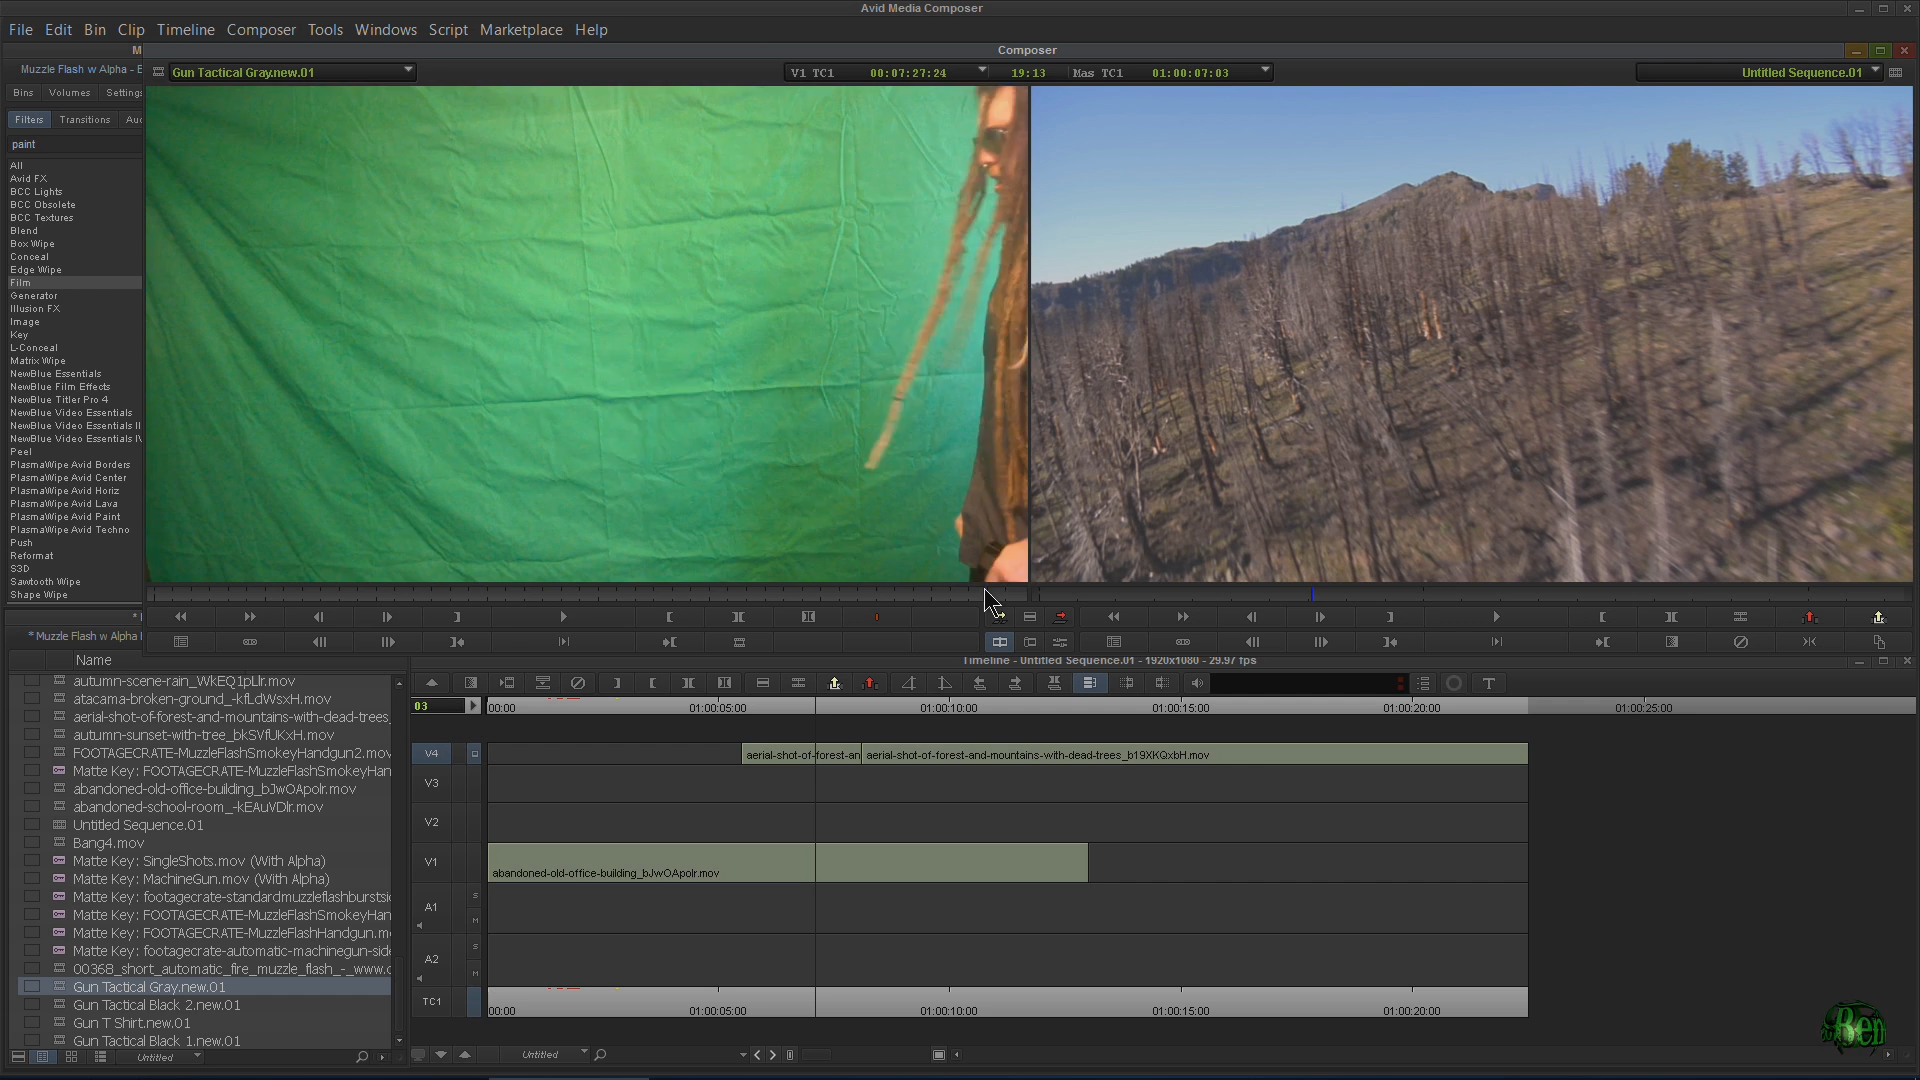 Avid Media Composer
File Edit Bin Clip Timeline Composer Tools Windows Script Marketplace Help
M
Composer
Muzzle Flash w Alpha - E
Gun Tactical Gray.new.01
V1 TC1 00:07:27:24 19:13 Mas TC1 01:00:07:03
Untitled Sequence.01
Bins Volumes Settings
Filters Transitions Auc
paint
All
Avid FX
BCC Lights
BCC Obsolete
BCC Textures
Blend
Box Wipe
Conceal
Edge Wipe
Film
Generator
Illusion FX
Image
Key
L-Conceal
Matrix Wipe
NewBlue Essentials
NewBlue Film Effects
NewBlue Titler Pro 4
NewBlue Video Essentials
NewBlue Video Essentials II
NewBlue Video Essentials IV
Peel
PlasmaWipe Avid Borders
PlasmaWipe Avid Center
PlasmaWipe Avid Horiz
PlasmaWipe Avid Lava
PlasmaWipe Avid Paint
PlasmaWipe Avid Techno
Push
Reformat
S3D
Sawtooth Wipe
Shape Wipe
*Muzzle Flash w Alpha
Name
autumn-scene-rain_WkEQ1pLlr.mov
atacama-broken-ground_-kfLdWsxH.mov
aerial-shot-of-forest-and-mountains-with-dead-trees_
autumn-sunset-with-tree_bkSVfUKxH.mov
FOOTAGECRATE-MuzzleFlashSmokeyHandgun2.mov
Matte Key: FOOTAGECRATE-MuzzleFlashSmokeyHan
abandoned-old-office-building_bJwOApolr.mov
abandoned-school-room_-kEAuVDlr.mov
Untitled Sequence.01
Bang4.mov
Matte Key: SingleShots.mov (With Alpha)
Matte Key: MachineGun.mov (With Alpha)
Matte Key: footagecrate-standardmuzzleflashburstsid
Matte Key: FOOTAGECRATE-MuzzleFlashSmokeyHan
Matte Key: FOOTAGECRATE-MuzzleFlashHandgun.m
Matte Key: footagecrate-automatic-machinegun-side
00368_short_automatic_fire_muzzle_flash_-_www.c
Gun Tactical Gray.new.01
Gun Tactical Black 2.new.01
Gun T Shirt.new.01
Gun Tactical Black 1.new.01
Untitled
Timeline - Untitled Sequence.01 - 1920x1080 - 29.97 fps
T
03
00:00 01:00:05:00 01:00:10:00 01:00:15:00 01:00:20:00 01:00:25:00
V4 aerial-shot-of-forest-an aerial-shot-of-forest-and-mountains-with-dead-trees_b19XKQxbH.mov
V3
V2
V1 abandoned-old-office-building_bJwOApolr.mov
A1 S M
A2 S M
TC1 00:00 01:00:05:00 01:00:10:00 01:00:15:00 01:00:20:00
Untitled
Ben